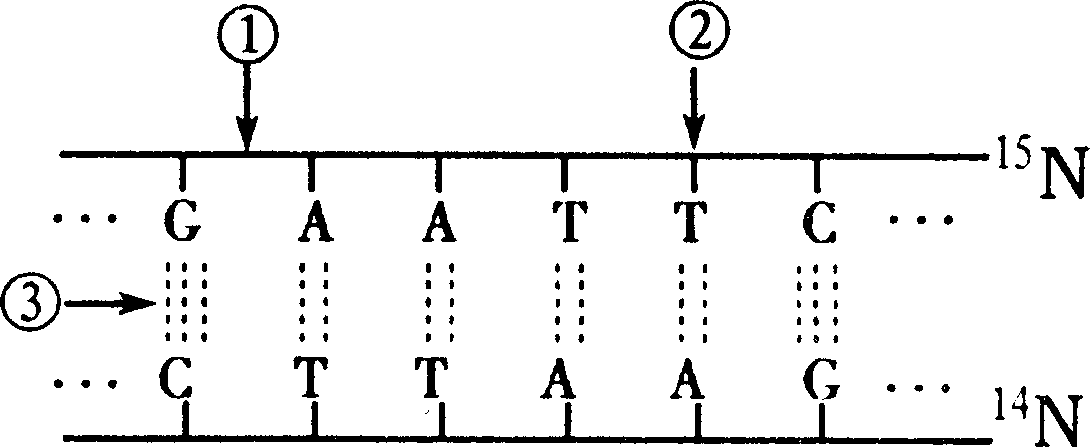 ① ②
¹⁵N
··· G A A T T C ···
③
··· C T T A A G ···
¹⁴N